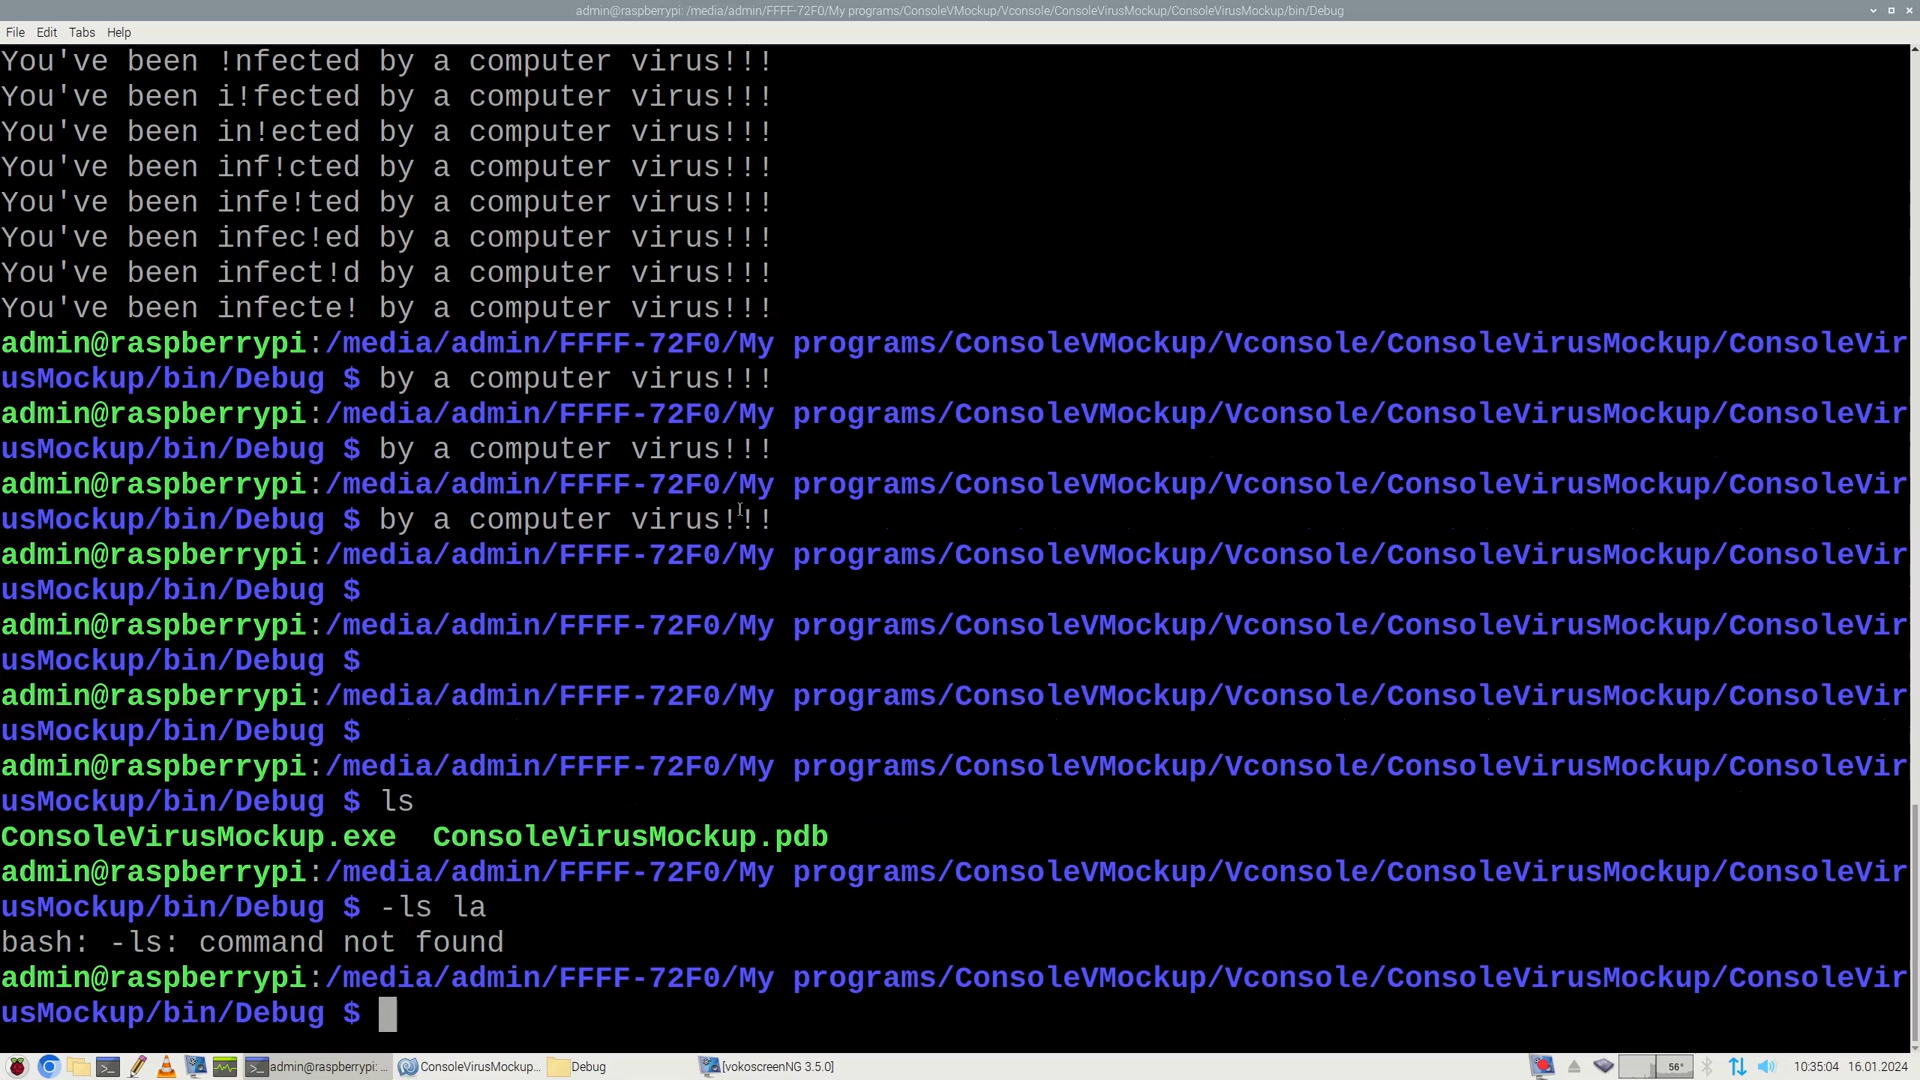 admin@raspberrypi: /media/admin/FFFF-72F0/My programs/ConsoleVMockup/Vconsole/ConsoleVirusMockup/ConsoleVirusMockup/bin/Debug
File Edit Tabs Help
You've been !nfected by a computer virus!!!
You've been i!fected by a computer virus!!!
You've been in!ected by a computer virus!!!
You've been inf!cted by a computer virus!!!
You've been infe!ted by a computer virus!!!
You've been infec!ed by a computer virus!!!
You've been infect!d by a computer virus!!!
You've been infecte! by a computer virus!!!
admin@raspberrypi:/media/admin/FFFF-72F0/My programs/ConsoleVMockup/Vconsole/ConsoleVirusMockup/ConsoleVir
usMockup/bin/Debug $ by a computer virus!!!
admin@raspberrypi:/media/admin/FFFF-72F0/My programs/ConsoleVMockup/Vconsole/ConsoleVirusMockup/ConsoleVir
usMockup/bin/Debug $ by a computer virus!!!
admin@raspberrypi:/media/admin/FFFF-72F0/My programs/ConsoleVMockup/Vconsole/ConsoleVirusMockup/ConsoleVir
usMockup/bin/Debug $ by a computer virus!!!
admin@raspberrypi:/media/admin/FFFF-72F0/My programs/ConsoleVMockup/Vconsole/ConsoleVirusMockup/ConsoleVir
usMockup/bin/Debug $
admin@raspberrypi:/media/admin/FFFF-72F0/My programs/ConsoleVMockup/Vconsole/ConsoleVirusMockup/ConsoleVir
usMockup/bin/Debug $
admin@raspberrypi:/media/admin/FFFF-72F0/My programs/ConsoleVMockup/Vconsole/ConsoleVirusMockup/ConsoleVir
usMockup/bin/Debug $
admin@raspberrypi:/media/admin/FFFF-72F0/My programs/ConsoleVMockup/Vconsole/ConsoleVirusMockup/ConsoleVir
usMockup/bin/Debug $ ls
ConsoleVirusMockup.exe ConsoleVirusMockup.pdb
admin@raspberrypi:/media/admin/FFFF-72F0/My programs/ConsoleVMockup/Vconsole/ConsoleVirusMockup/ConsoleVir
usMockup/bin/Debug $ -ls la
bash: -ls: command not found
admin@raspberrypi:/media/admin/FFFF-72F0/My programs/ConsoleVMockup/Vconsole/ConsoleVirusMockup/ConsoleVir
usMockup/bin/Debug $
admin@raspberrypi: ... ConsoleVirusMockup... Debug [vokoscreenNG 3.5.0] 56° 10:35:04 16.01.2024